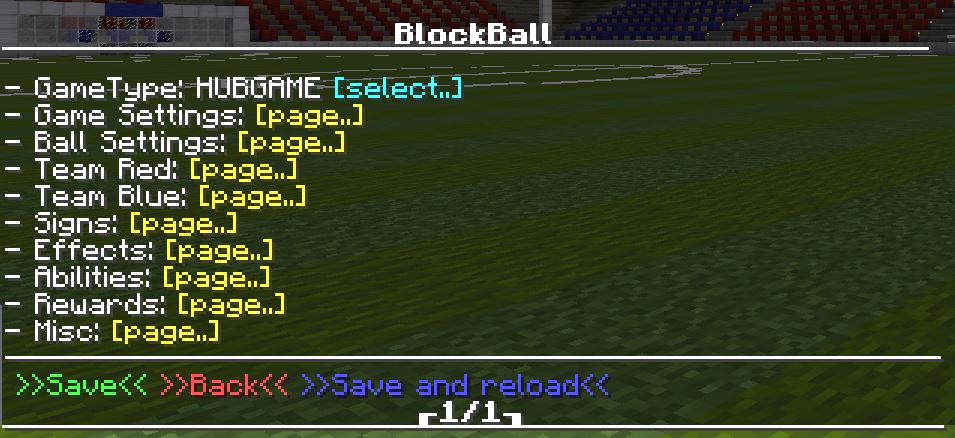 BlockBall
- GameType: HUBGAME [select..]
- Game Settings: [page..]
- Ball Settings: [page..]
- Team Red: [page..]
- Team Blue: [page..]
- Signs: [page..]
- Effects: [page..]
- Abilities: [page..]
- Rewards: [page..]
- Misc: [page..]
>>Save<< >>Back<< >>Save and reload<<
┌1/1┐